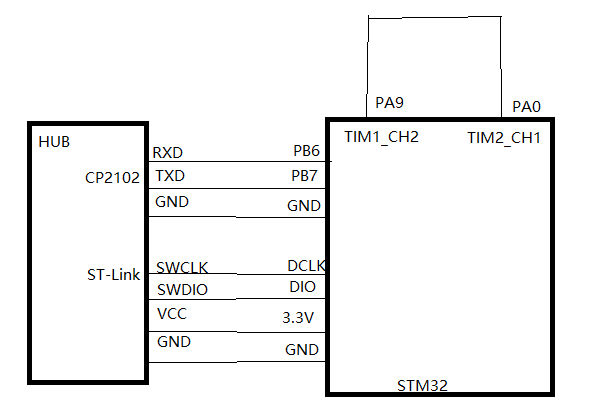 PA9
PA0
HUB
TIM1_CH2
TIM2_CH1
RXD
PB6
CP2102
TXD
PB7
GND
GND
ST-Link
SWCLK
DCLK
SWDIO
DIO
VCC
3.3V
GND
GND
STM32